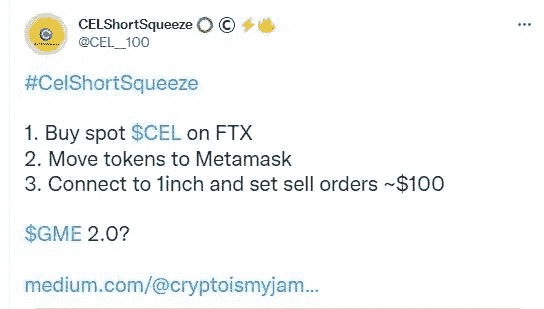 CELShortSqueeze
@CEL__100
#CelShortSqueeze
1. Buy spot $CEL on FTX
2. Move tokens to Metamask
3. Connect to 1inch and set sell orders ~$100
$GME 2.0?
medium.com/@cryptoismyjam...